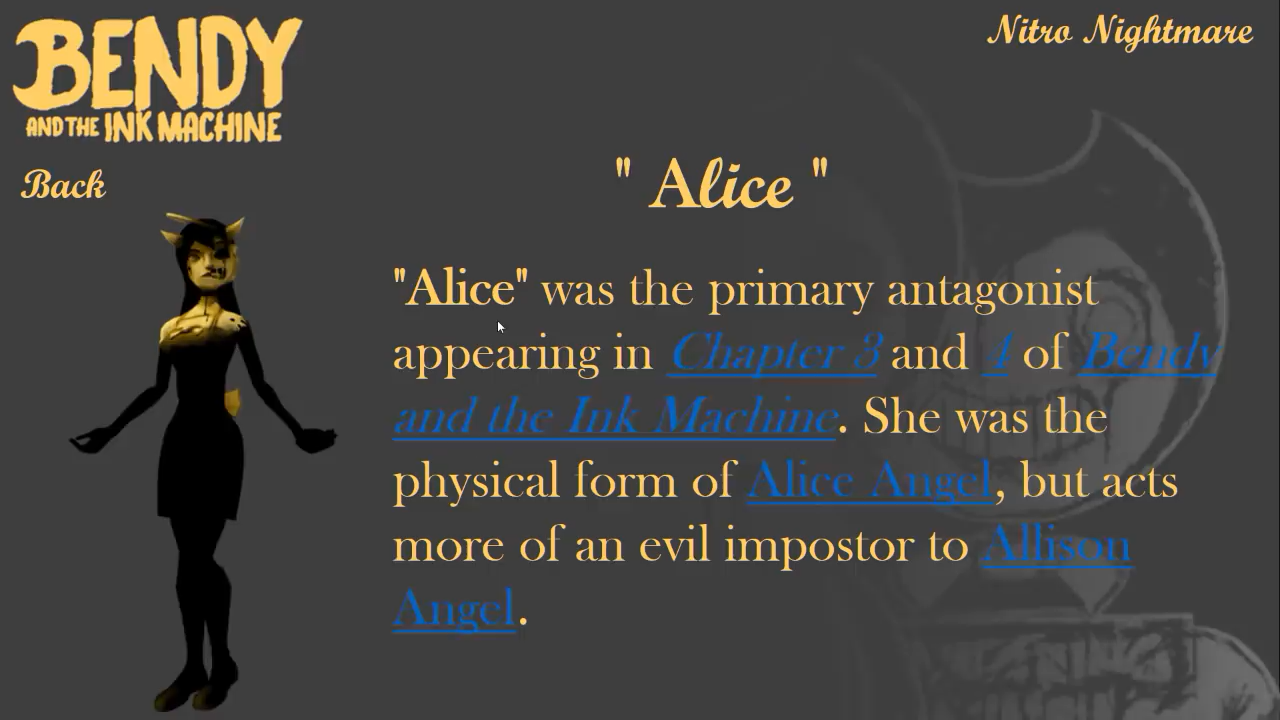 BENDY
AND THE INK MACHINE
Nitro Nightmare
Back
" Alice "
"Alice" was the primary antagonist
appearing in Chapter 3 and 4 of Bendy
and the Ink Machine. She was the
physical form of Alice Angel, but acts
more of an evil impostor to Allison
Angel.